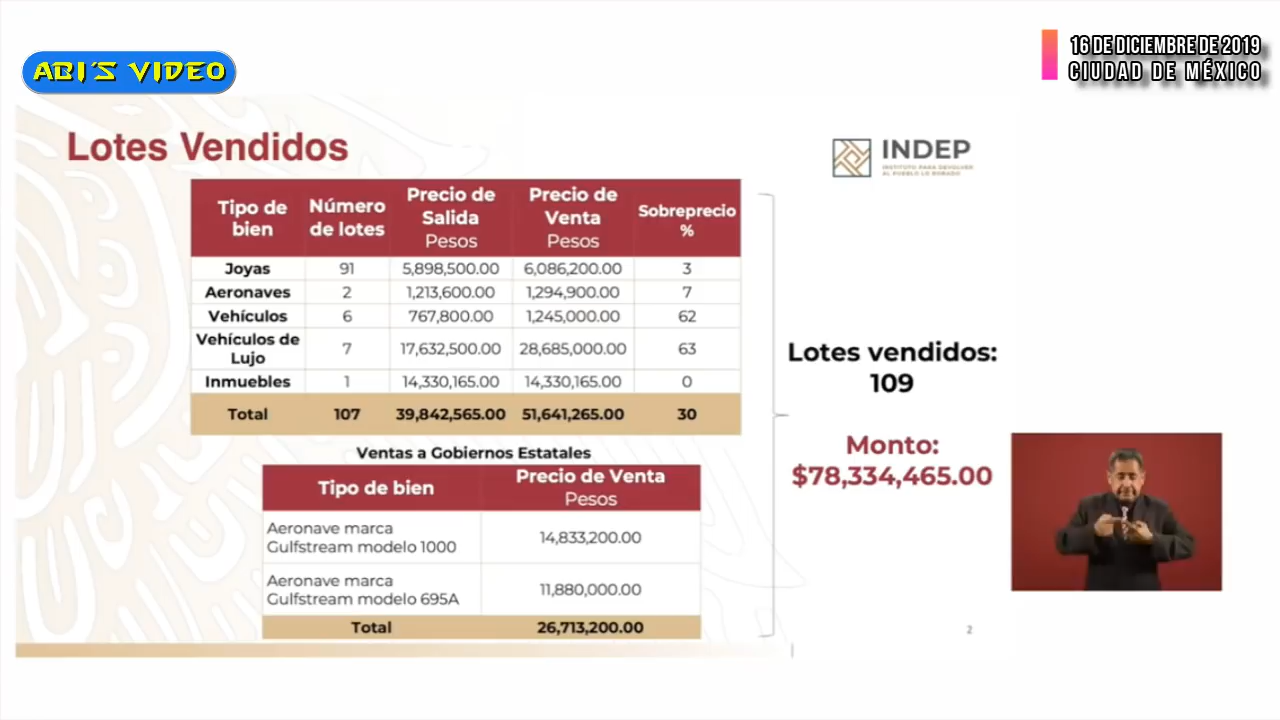 ABI'S VIDEO
16 DE DICIEMBRE DE 2019
CIUDAD DE MÉXICO
Lotes Vendidos
INDEP
INSTITUTO PARA DEVOLVER
AL PUEBLO LO ROBADO
Tipo de bien Número de lotes Precio de Salida Pesos Precio de Venta Pesos Sobreprecio %
Joyas 91 5,898,500.00 6,086,200.00 3
Aeronaves 2 1,213,600.00 1,294,900.00 7
Vehículos 6 767,800.00 1,245,000.00 62
Vehículos de Lujo 7 17,632,500.00 28,685,000.00 63
Inmuebles 1 14,330,165.00 14,330,165.00 0
Total 107 39,842,565.00 51,641,265.00 30
Lotes vendidos:
109
Monto:
$78,334,465.00
Ventas a Gobiernos Estatales
Tipo de bien Precio de Venta Pesos
Aeronave marca Gulfstream modelo 1000 14,833,200.00
Aeronave marca Gulfstream modelo 695A 11,880,000.00
Total 26,713,200.00
2